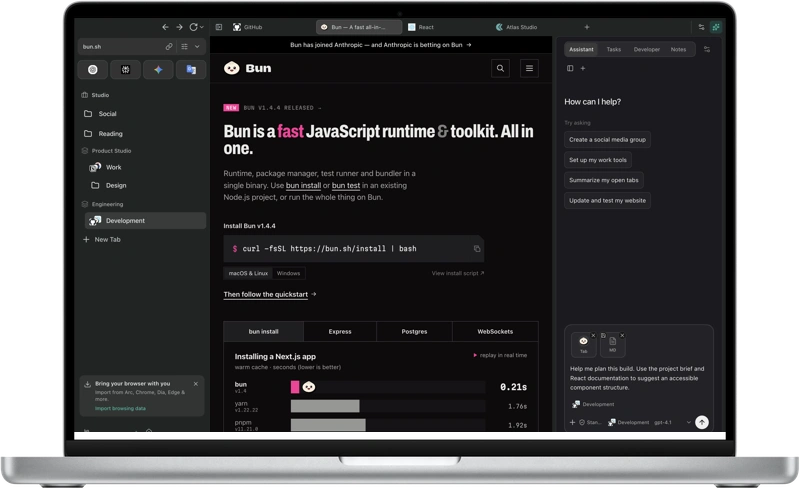 GitHub
Bun — A fast all-in-...
React
Atlas Studio
bun.sh
Studio
Social
Reading
Product Studio
Work
Design
Engineering
Development
New Tab
Bring your browser with you
Import from Arc, Chrome, Dia, Edge &
more.
Import browsing data
Bun has joined Anthropic — and Anthropic is betting on Bun →
Bun
NEW BUN V1.4.4 RELEASED →
Bun is a fast JavaScript runtime & toolkit. All in
one.
Runtime, package manager, test runner and bundler in a
single binary. Use bun install or bun test in an existing
Node.js project, or run the whole thing on Bun.
Install Bun v1.4.4
$ curl -fsSL https://bun.sh/install | bash
macOS & Linux Windows
View install script ↗
Then follow the quickstart →
bun install Express Postgres WebSockets
Installing a Next.js app
replay in real time
warm cache · seconds (lower is better)
bun
v1.4
0.21s
yarn
v1.22.22
1.76s
pnpm
v11.21.0
1.92s
Assistant Tasks Developer Notes
How can I help?
Try asking
Create a social media group
Set up my work tools
Summarize my open tabs
Update and test my website
Tab
MD
Help me plan this build. Use the project brief and
React documentation to suggest an accessible
component structure.
Development
Stan... Development gpt-4.1